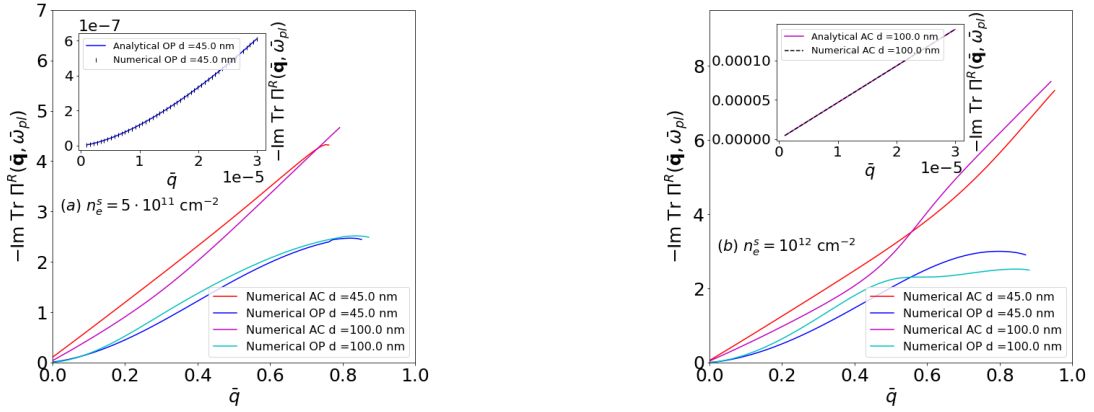 7
6
5
4
3
2
1
0
−Im Tr Π^R(q̄, ω̄_pl)
1e−7
6
4
2
0
Analytical OP d =45.0 nm
Numerical OP d =45.0 nm
0
1
2
3
1e−5
q̄
−Im Tr Π^R(q̄, ω̄_pl)
(a) n_e^s = 5 · 10^11 cm^−2
Numerical AC d =45.0 nm
Numerical OP d =45.0 nm
Numerical AC d =100.0 nm
Numerical OP d =100.0 nm
0.0
0.2
0.4
0.6
0.8
1.0
q̄
8
6
4
2
0
−Im Tr Π^R(q̄, ω̄_pl)
0.00010
0.00005
0.00000
Analytical AC d =100.0 nm
Numerical AC d =100.0 nm
0
1
2
3
1e−5
q̄
−Im Tr Π^R(q̄, ω̄_pl)
(b) n_e^s = 10^12 cm^−2
Numerical AC d =45.0 nm
Numerical OP d =45.0 nm
Numerical AC d =100.0 nm
Numerical OP d =100.0 nm
0.0
0.2
0.4
0.6
0.8
1.0
q̄